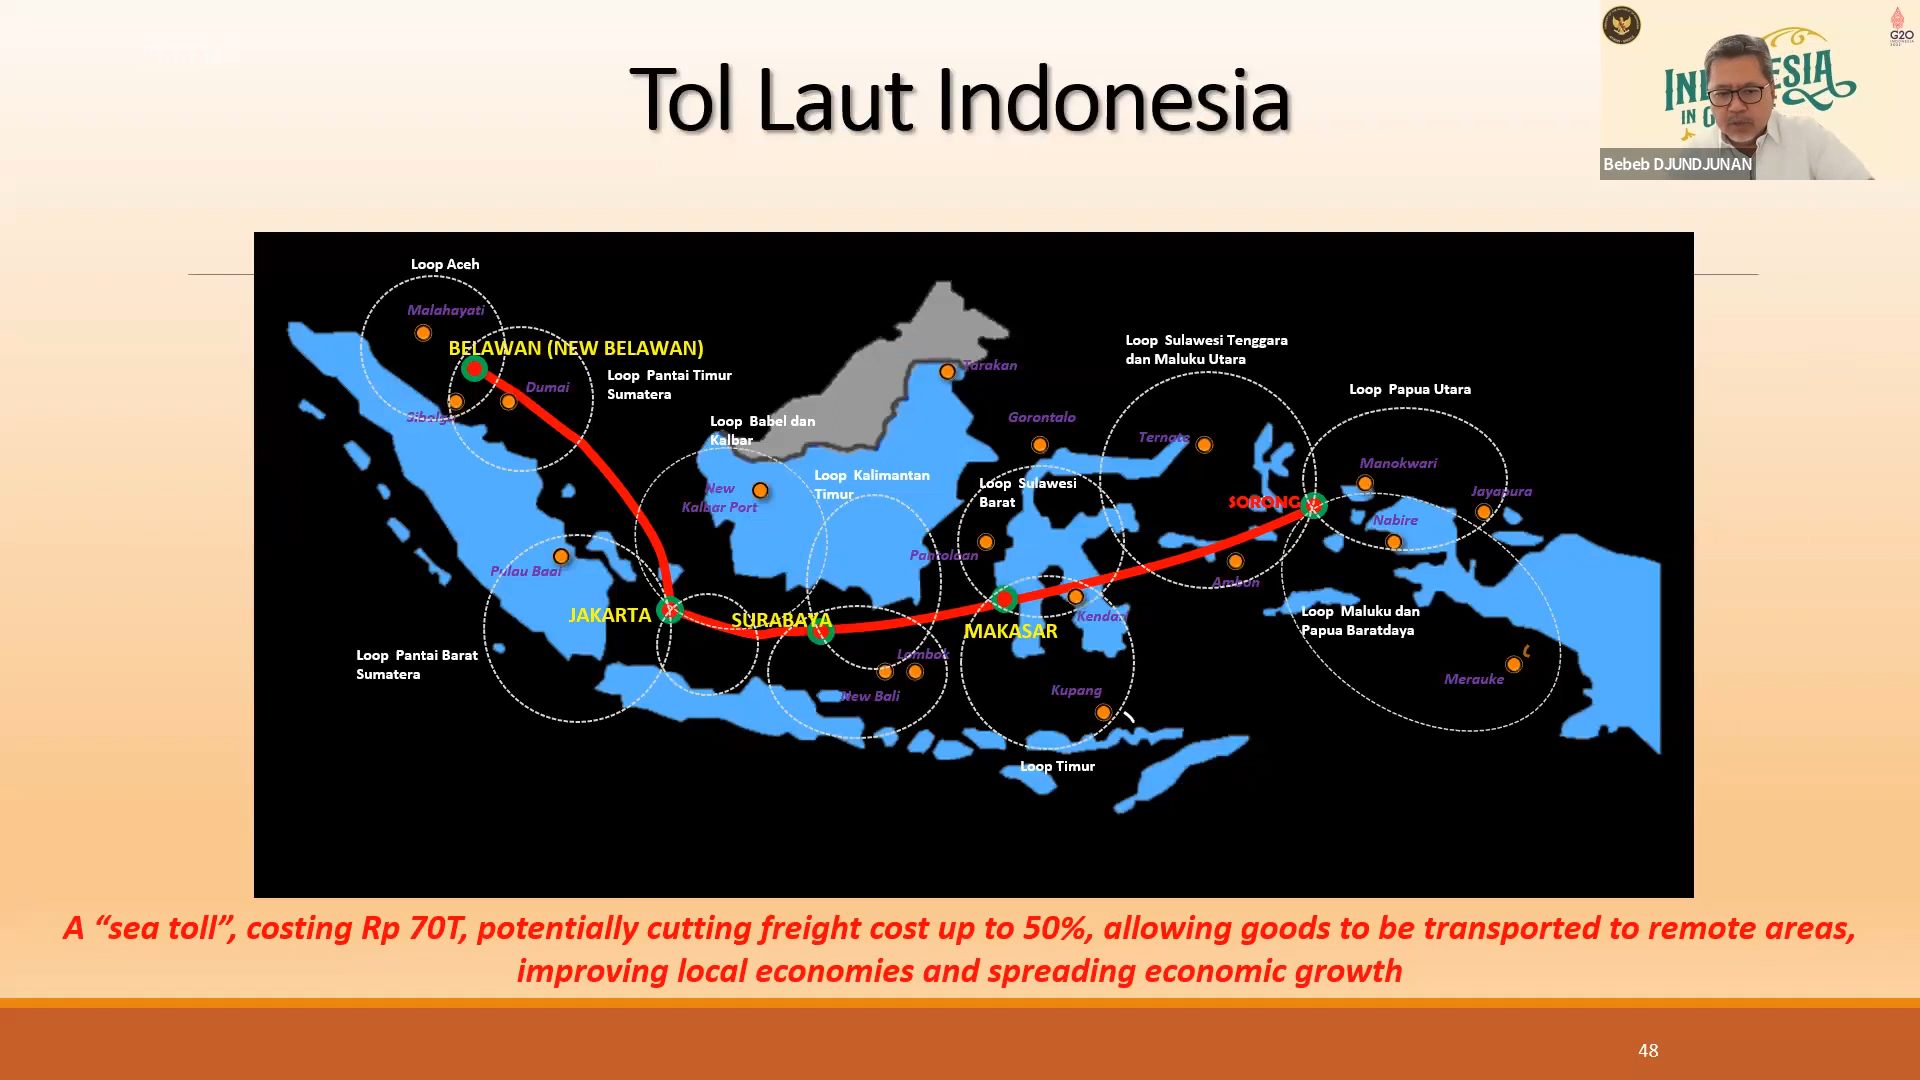 Tol Laut Indonesia
G20
Bebeb DJUNDJUNAN
Loop Aceh
Malahayati
BELAWAN (NEW BELAWAN)
Dumai
Loop Pantai Timur
Sumatera
Sibolga
Loop Babel dan
Kalbar
New
Kalbar Port
Tarakan
Loop Kalimantan
Timur
Gorontalo
Loop Sulawesi
Barat
Loop Sulawesi Tenggara
dan Maluku Utara
Ternate
Loop Papua Utara
Manokwari
Jayapura
SORONG
Nabire
Pulau Baai
Pantoloan
Ambon
JAKARTA
SURABAYA
MAKASAR
Kendari
Loop Maluku dan
Papua Baratdaya
Loop Pantai Barat
Sumatera
Lombok
New Bali
Kupang
Merauke
Loop Timur
A “sea toll”, costing Rp 70T, potentially cutting freight cost up to 50%, allowing goods to be transported to remote areas,
improving local economies and spreading economic growth
48